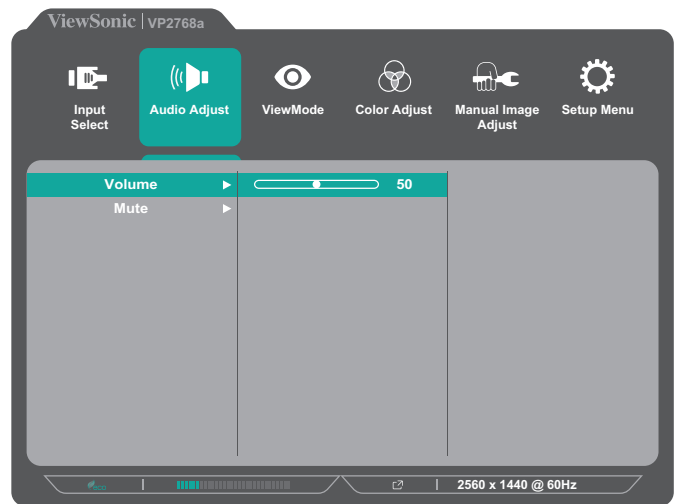 ViewSonic | VP2768a
Input Select
Audio Adjust
ViewMode
Color Adjust
Manual Image Adjust
Setup Menu
Volume 50
Mute
2560 x 1440 @ 60Hz